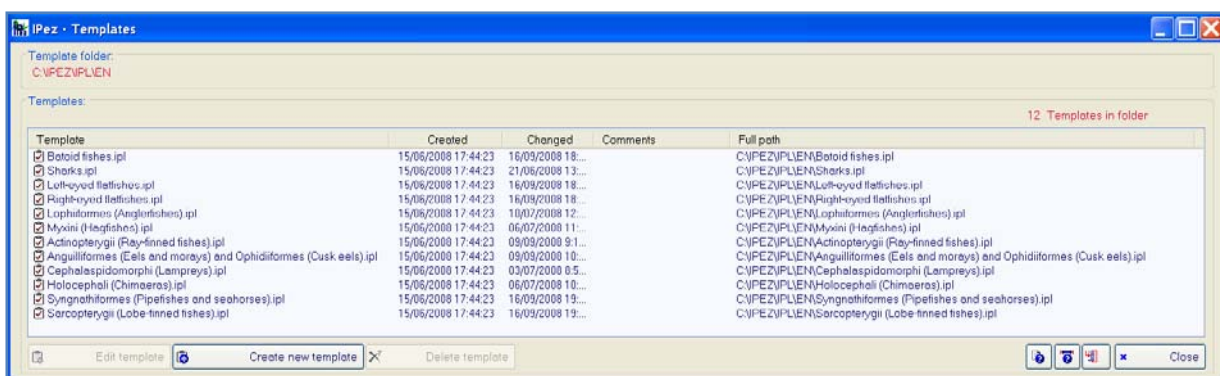 IPez - Templates
Template folder:
C:\IPEZ\IPL\EN
Templates:
12 Templates in folder
Template Created Changed Comments Full path
Batoid fishes.ipl 15/06/2008 17:44:23 16/09/2008 18:... C:\IPEZ\IPL\EN\Batoid fishes.ipl
Sharks.ipl 15/06/2008 17:44:23 21/06/2008 13:... C:\IPEZ\IPL\EN\Sharks.ipl
Left-eyed flatfishes.ipl 15/06/2008 17:44:23 16/09/2008 18:... C:\IPEZ\IPL\EN\Left-eyed flatfishes.ipl
Right-eyed flatfishes.ipl 15/06/2008 17:44:23 16/09/2008 18:... C:\IPEZ\IPL\EN\Right-eyed flatfishes.ipl
Lophiiformes (Anglerfishes).ipl 15/06/2008 17:44:23 10/07/2008 12:... C:\IPEZ\IPL\EN\Lophiiformes (Anglerfishes).ipl
Myxini (Hagfishes).ipl 15/06/2008 17:44:23 06/07/2008 11:... C:\IPEZ\IPL\EN\Myxini (Hagfishes).ipl
Actinopterygii (Ray-finned fishes).ipl 15/06/2008 17:44:23 09/09/2008 9:1... C:\IPEZ\IPL\EN\Actinopterygii (Ray-finned fishes).ipl
Anguilliformes (Eels and morays) and Ophidiiformes (Cusk eels).ipl 15/06/2008 17:44:23 09/09/2008 10:... C:\IPEZ\IPL\EN\Anguilliformes (Eels and morays) and Ophidiiformes (Cusk eels).ipl
Cephalaspidomorphi (Lampreys).ipl 15/06/2008 17:44:23 03/07/2008 8:5... C:\IPEZ\IPL\EN\Cephalaspidomorphi (Lampreys).ipl
Holocephali (Chimaeras).ipl 15/06/2008 17:44:23 06/07/2008 10:... C:\IPEZ\IPL\EN\Holocephali (Chimaeras).ipl
Syngnathiformes (Pipefishes and seahorses).ipl 15/06/2008 17:44:23 16/09/2008 19:... C:\IPEZ\IPL\EN\Syngnathiformes (Pipefishes and seahorses).ipl
Sarcopterygii (Lobe-finned fishes).ipl 15/06/2008 17:44:23 16/09/2008 19:... C:\IPEZ\IPL\EN\Sarcopterygii (Lobe-finned fishes).ipl
Edit template Create new template Delete template Close